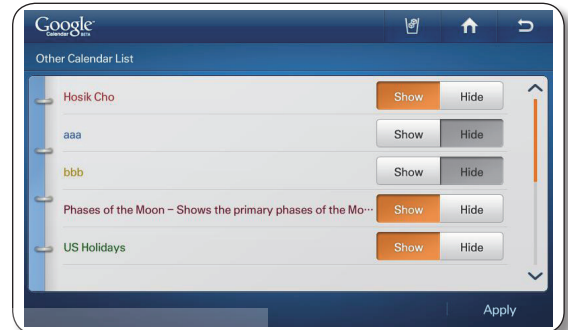 Google
Calendar BETA
Other Calendar List
Hosik Cho Show Hide
aaa Show Hide
bbb Show Hide
Phases of the Moon – Shows the primary phases of the Mo··· Show Hide
US Holidays Show Hide
Apply